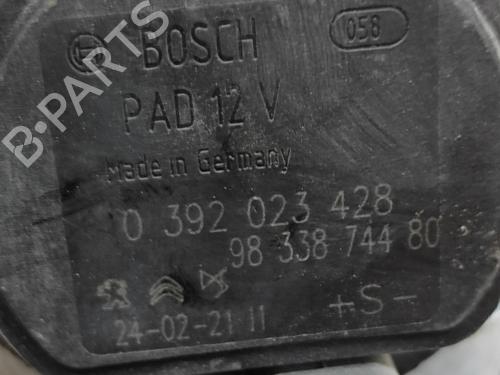 BOSCH
058
PAD 12 V
Made in Germany
0 392 023 428
98 338 744 80
24-02-21 11
+S-
B-PARTS